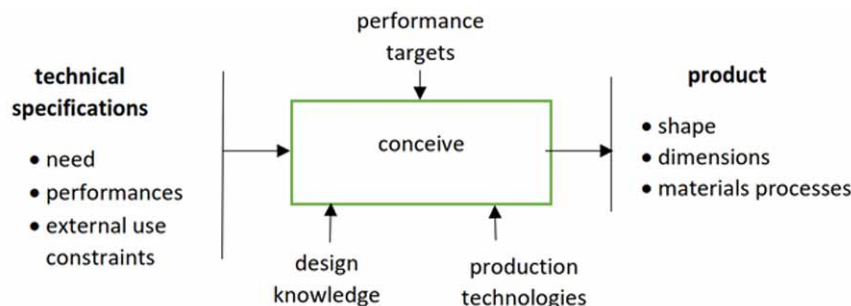 performance
targets
technical
specifications
• need
• performances
• external use
constraints
conceive
product
• shape
• dimensions
• materials processes
design
knowledge
production
technologies